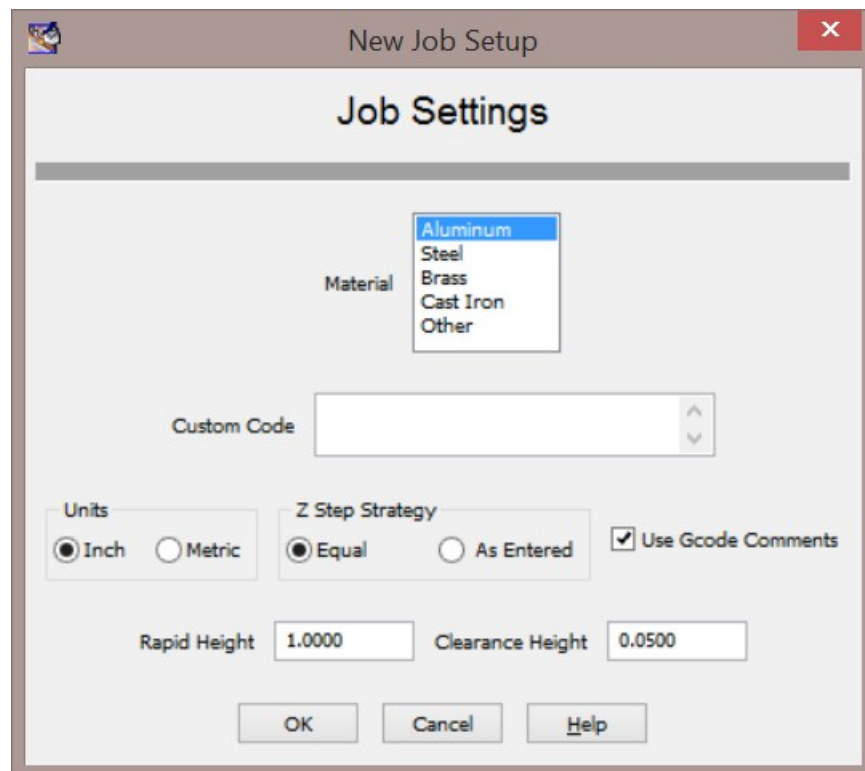 New Job Setup
Job Settings
Material
Aluminum
Steel
Brass
Cast Iron
Other
Custom Code
Units
Inch Metric
Z Step Strategy
Equal As Entered
Use Gcode Comments
Rapid Height 1.0000 Clearance Height 0.0500
OK Cancel Help